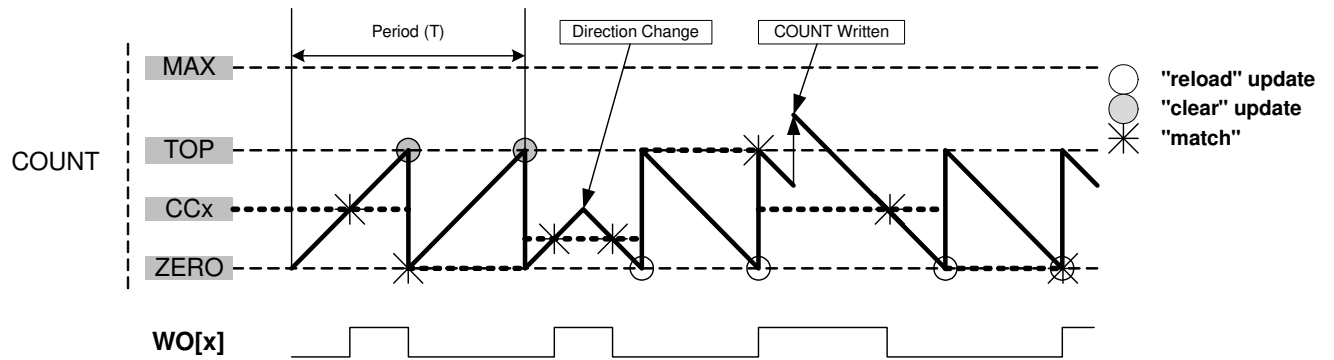 Period (T)
Direction Change
COUNT Written
MAX
"reload" update
"clear" update
"match"
TOP
COUNT
CCx
ZERO
WO[x]